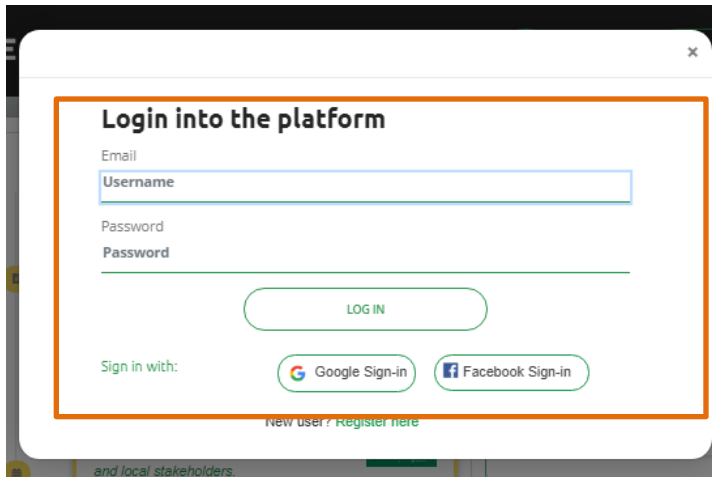 E
×
Login into the platform
Email
Username
Password
Password
LOG IN
Sign in with:
G Google Sign-in
f Facebook Sign-in
New user? Register here
and local stakeholders.